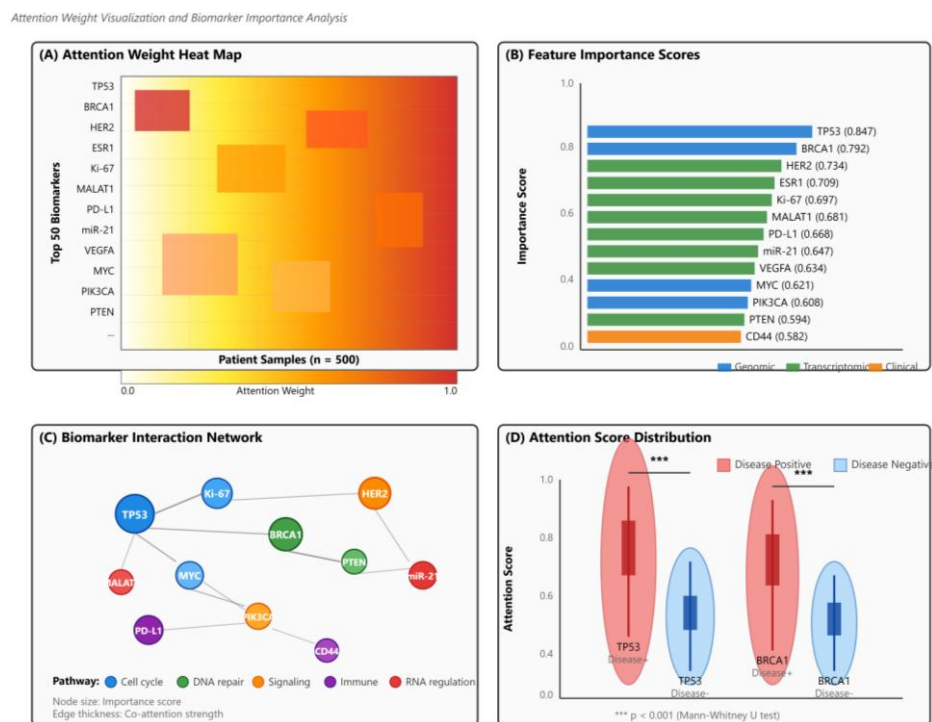 Attention Weight Visualization and Biomarker Importance Analysis
(A) Attention Weight Heat Map
Top 50 Biomarkers
TP53
BRCA1
HER2
ESR1
Ki-67
MALAT1
PD-L1
miR-21
VEGFA
MYC
PIK3CA
PTEN
...
Patient Samples (n = 500)
0.0 Attention Weight 1.0
(B) Feature Importance Scores
Importance Score
1.0
0.8
0.6
0.4
0.0
TP53 (0.847)
BRCA1 (0.792)
HER2 (0.734)
ESR1 (0.709)
Ki-67 (0.697)
MALAT1 (0.681)
PD-L1 (0.668)
miR-21 (0.647)
VEGFA (0.634)
MYC (0.621)
PIK3CA (0.608)
PTEN (0.594)
CD44 (0.582)
Genomic Transcriptomic Clinical
(C) Biomarker Interaction Network
Ki-67
HER2
TP53
BRCA1
PTEN
MYC
miR-21
MALAT
PIK3CA
PD-L1
CD44
Pathway: Cell cycle DNA repair Signaling Immune RNA regulation
Node size: Importance score
Edge thickness: Co-attention strength
(D) Attention Score Distribution
Disease Positive Disease Negativ
*** ***
Attention Score
1.0
0.8
0.6
0.4
0.0
TP53
Disease+
TP53
Disease-
BRCA1
Disease+
BRCA1
Disease-
*** p < 0.001 (Mann-Whitney U test)